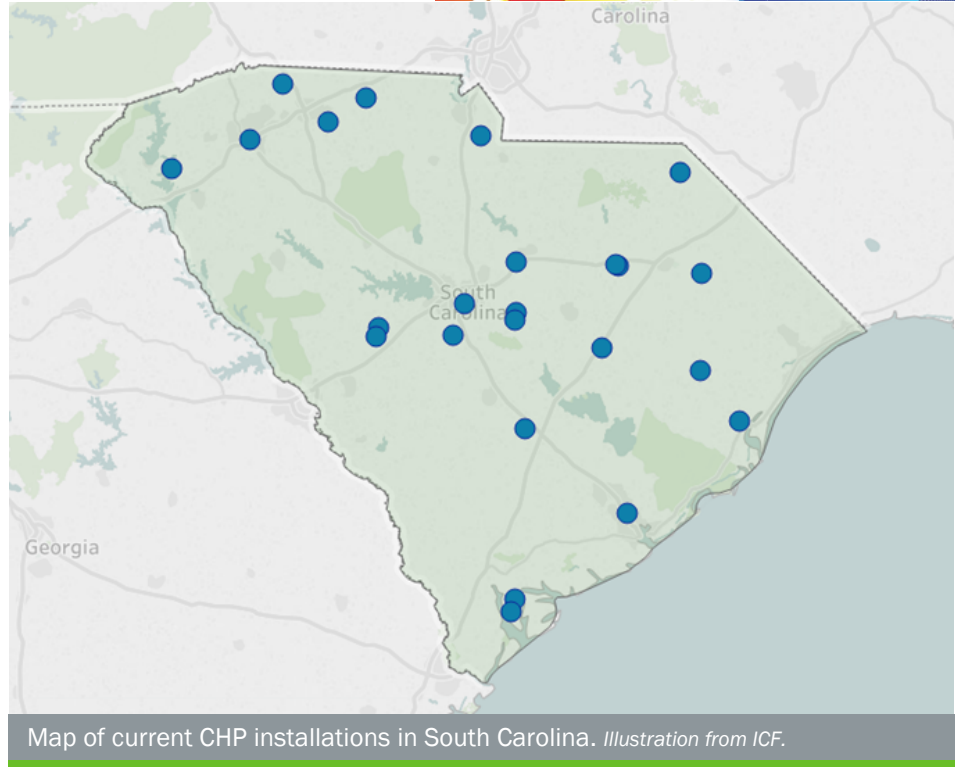 Carolina
South
Carolina
Georgia
Map of current CHP installations in South Carolina. Illustration from ICF.